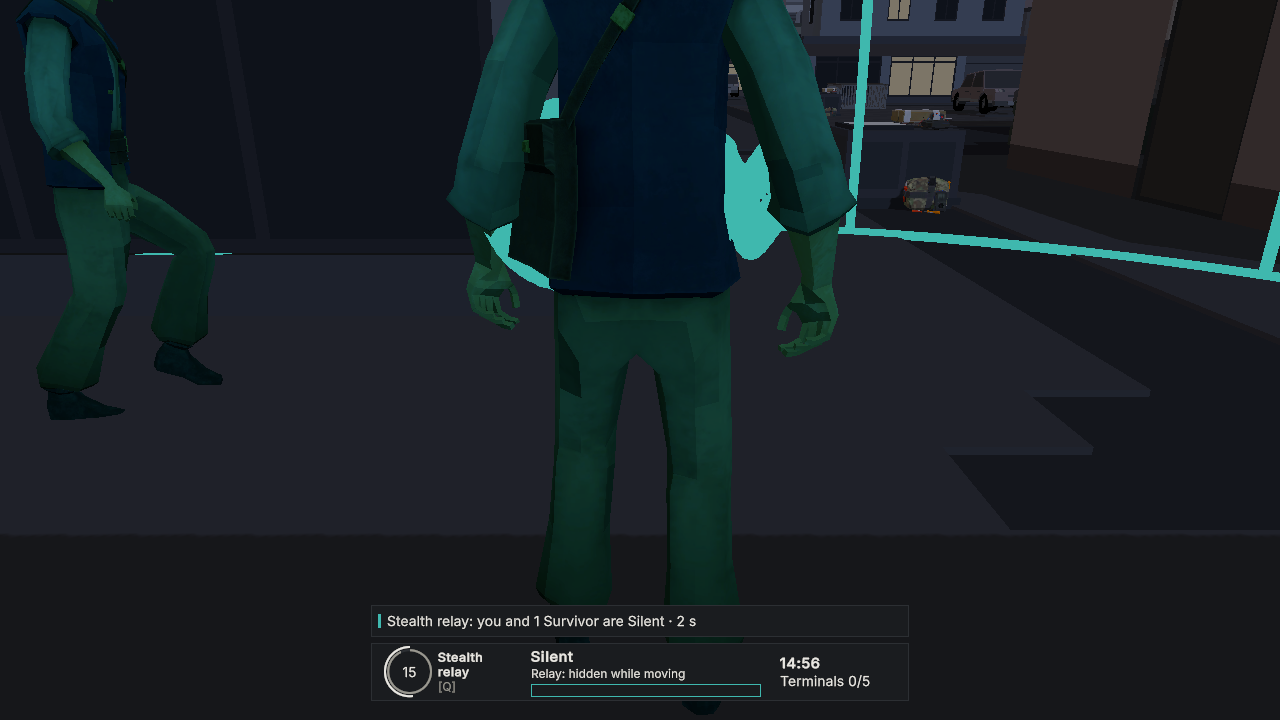 Stealth relay: you and 1 Survivor are Silent · 2 s
15
Stealth
relay
[Q]
Silent
Relay: hidden while moving
14:56
Terminals 0/5